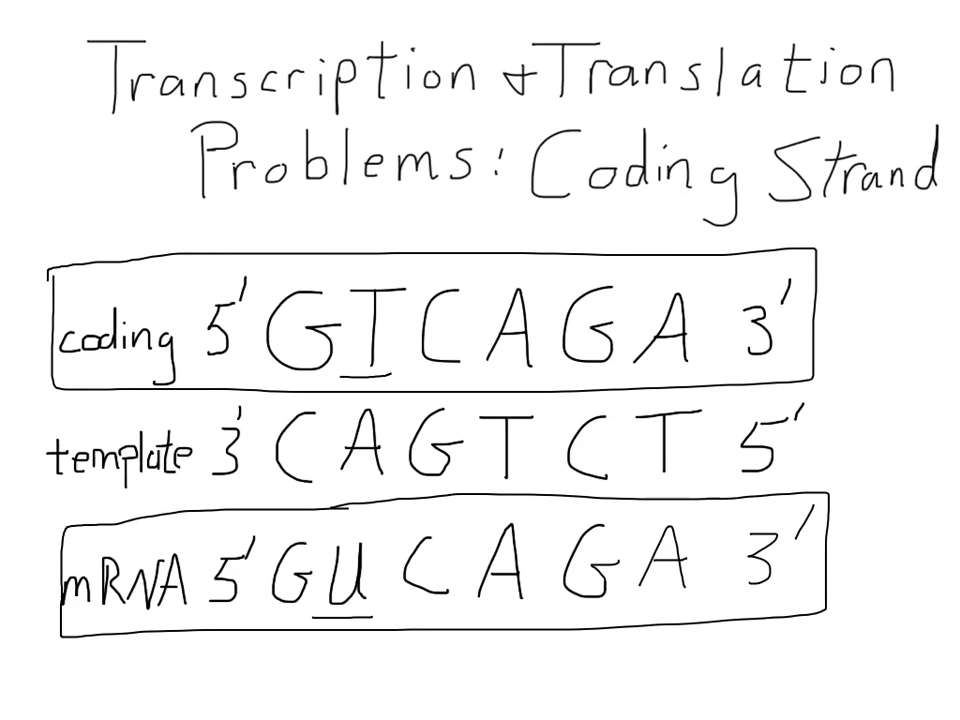 Transcription + Translation
Problems: Coding Strand
coding 5' G T C A G A 3'
template 3' C A G T C T 5'
mRNA 5' G U C A G A 3'